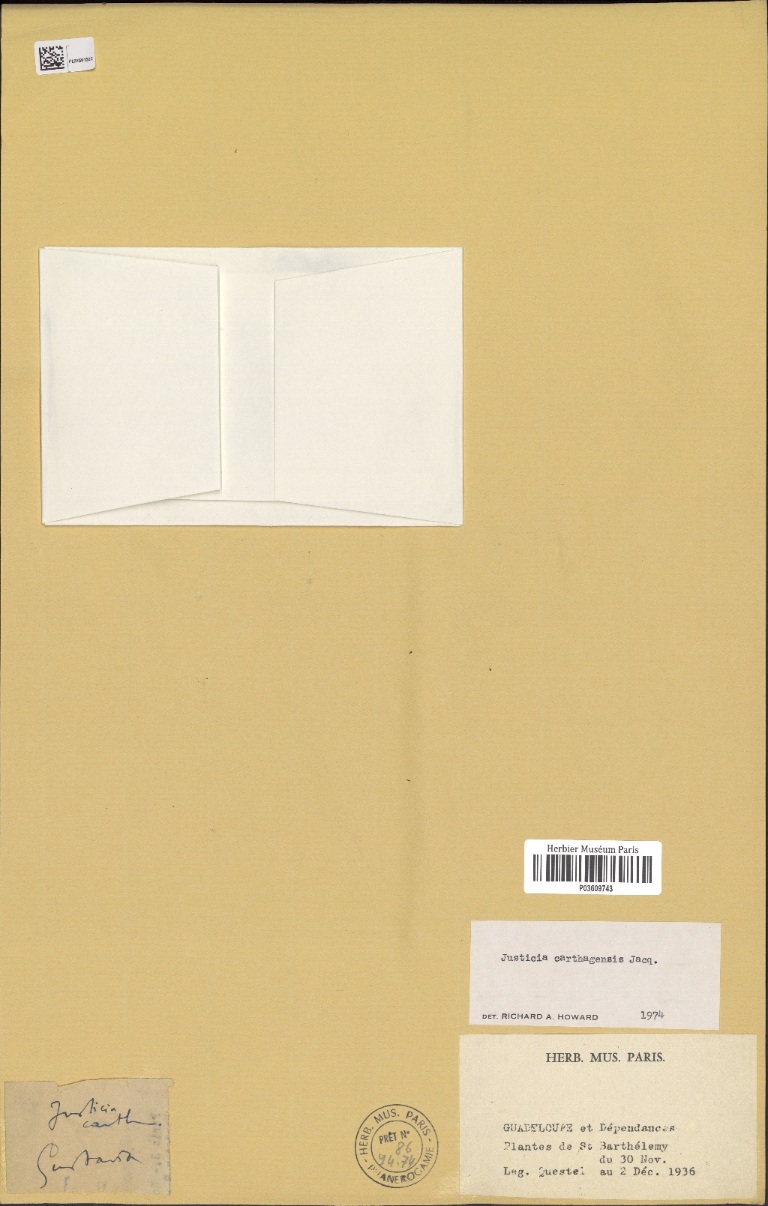 Herbier Muséum Paris
P03609743
Justicia carthagensis Jacq.
DET. RICHARD A. HOWARD 1974
HERB. MUS. PARIS.
GUADELOUPE et Dépendances
Plantes de St Barthélemy
du 30 Nov.
Leg. Questel au 2 Déc. 1936
Justicia
carth.
Gustavia
HERB. MUS. PARIS
PRÊT N°
86
94.74
PHANEROGAMIE